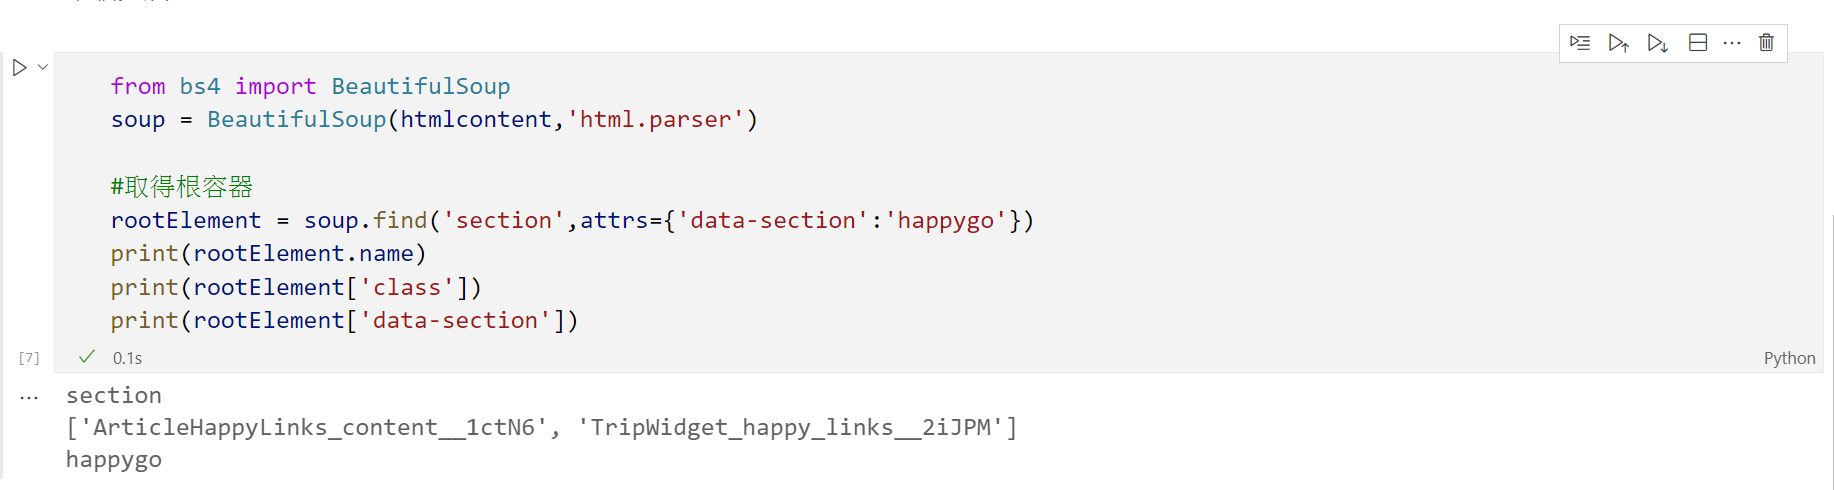 from bs4 import BeautifulSoup
soup = BeautifulSoup(htmlcontent,'html.parser')
#取得根容器
rootElement = soup.find('section',attrs={'data-section':'happygo'})
print(rootElement.name)
print(rootElement['class'])
print(rootElement['data-section'])
[7]
0.1s
Python
section
['ArticleHappyLinks_content__1ctN6', 'TripWidget_happy_links__2iJPM']
happygo